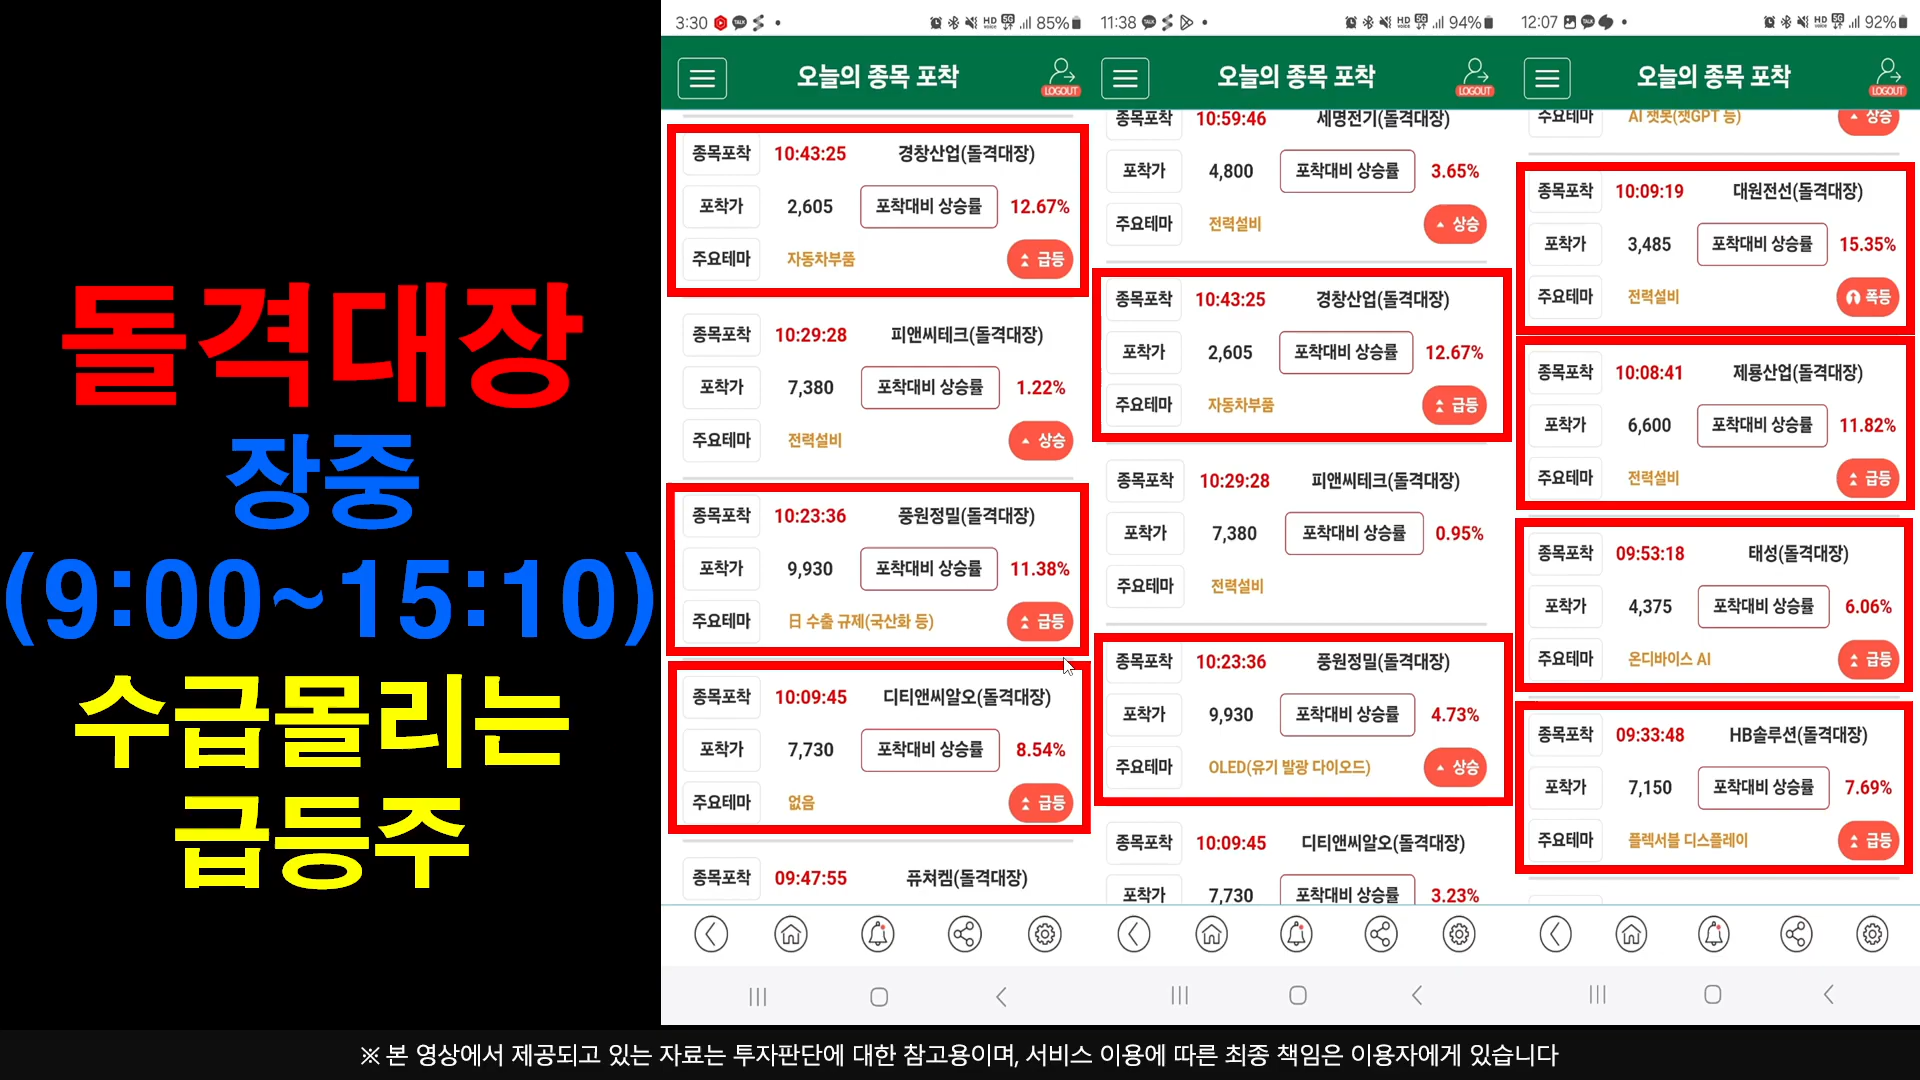 돌격대장
장중
(9:00~15:10)
수급몰리는
급등주
3:30 85%
오늘의 종목 포착
LOGOUT
종목포착 10:43:25 경창산업(돌격대장)
포착가 2,605 포착대비 상승률 12.67%
주요테마 자동차부품 급등
종목포착 10:29:28 피앤씨테크(돌격대장)
포착가 7,380 포착대비 상승률 1.22%
주요테마 전력설비 상승
종목포착 10:23:36 풍원정밀(돌격대장)
포착가 9,930 포착대비 상승률 11.38%
주요테마 日 수출 규제(국산화 등) 급등
종목포착 10:09:45 디티앤씨알오(돌격대장)
포착가 7,730 포착대비 상승률 8.54%
주요테마 없음 급등
종목포착 09:47:55 퓨쳐켐(돌격대장)
11:38 94%
오늘의 종목 포착
LOGOUT
종목포착 10:59:46 세명전기(돌격대장)
포착가 4,800 포착대비 상승률 3.65%
주요테마 전력설비 상승
종목포착 10:43:25 경창산업(돌격대장)
포착가 2,605 포착대비 상승률 12.67%
주요테마 자동차부품 급등
종목포착 10:29:28 피앤씨테크(돌격대장)
포착가 7,380 포착대비 상승률 0.95%
주요테마 전력설비
종목포착 10:23:36 풍원정밀(돌격대장)
포착가 9,930 포착대비 상승률 4.73%
주요테마 OLED(유기 발광 다이오드) 상승
종목포착 10:09:45 디티앤씨알오(돌격대장)
포착가 7,730 포착대비 상승률 3.23%
12:07 92%
오늘의 종목 포착
LOGOUT
주요테마 AI 챗봇(챗GPT 등) 상승
종목포착 10:09:19 대원전선(돌격대장)
포착가 3,485 포착대비 상승률 15.35%
주요테마 전력설비 폭등
종목포착 10:08:41 제룡산업(돌격대장)
포착가 6,600 포착대비 상승률 11.82%
주요테마 전력설비 급등
종목포착 09:53:18 태성(돌격대장)
포착가 4,375 포착대비 상승률 6.06%
주요테마 온디바이스 AI 급등
종목포착 09:33:48 HB솔루션(돌격대장)
포착가 7,150 포착대비 상승률 7.69%
주요테마 플렉서블 디스플레이 급등
※ 본 영상에서 제공되고 있는 자료는 투자판단에 대한 참고용이며, 서비스 이용에 따른 최종 책임은 이용자에게 있습니다